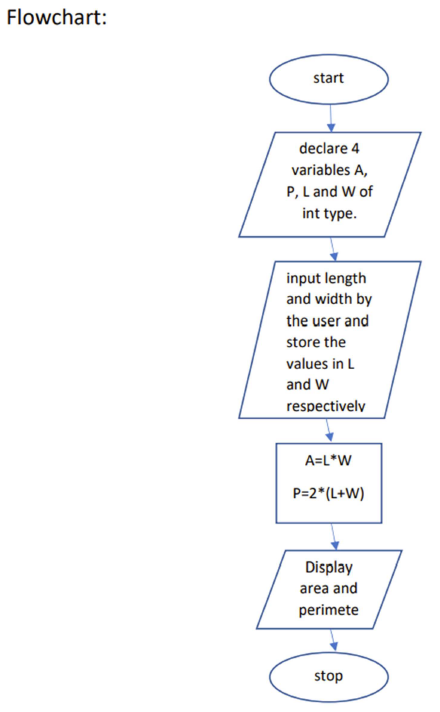 Flowchart:
start
declare 4
variables A,
P, L and W of
int type.
input length
and width by
the user and
store the
values in L
and W
respectively
A=L*W
P=2*(L+W)
Display
area and
perimete
stop